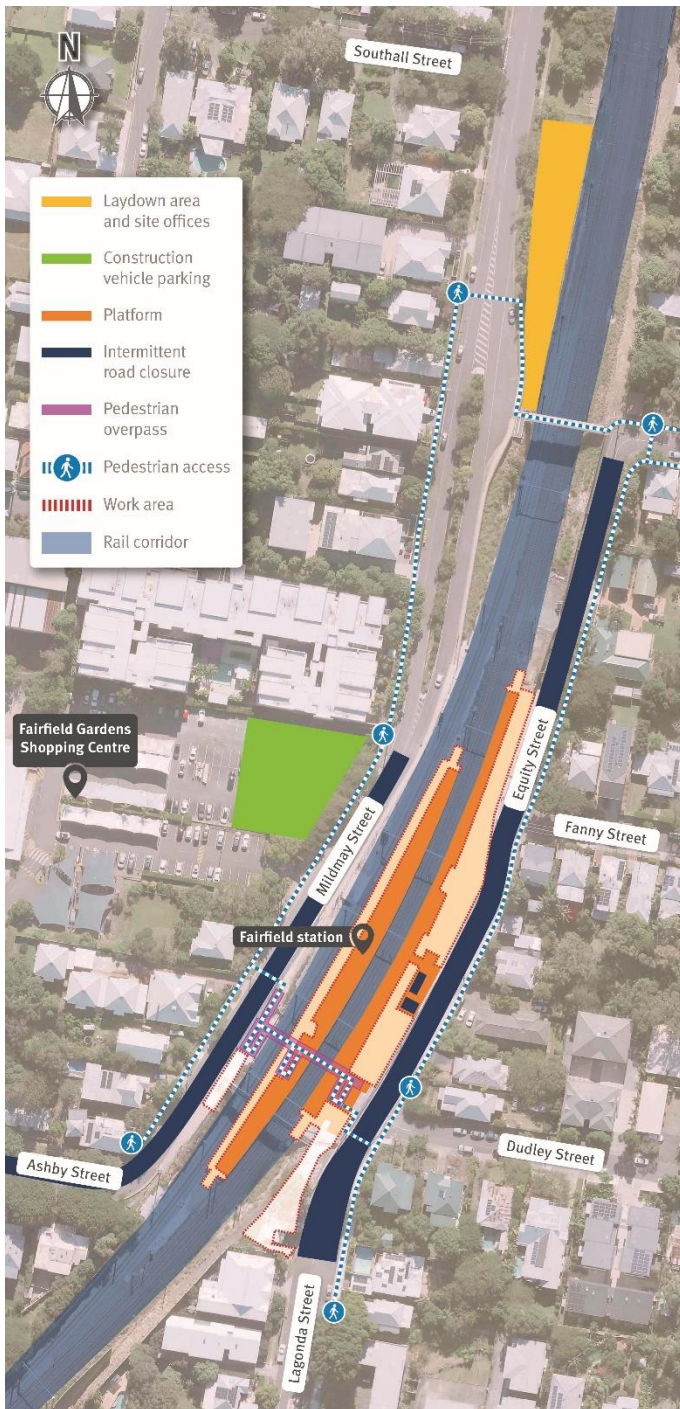 N
Southall Street
Laydown area
and site offices
Construction
vehicle parking
Platform
Intermittent
road closure
Pedestrian
overpass
Pedestrian access
Work area
Rail corridor
Fairfield Gardens
Shopping Centre
Mildmay Street
Equity Street
Fanny Street
Fairfield station
Ashby Street
Dudley Street
Lagonda Street